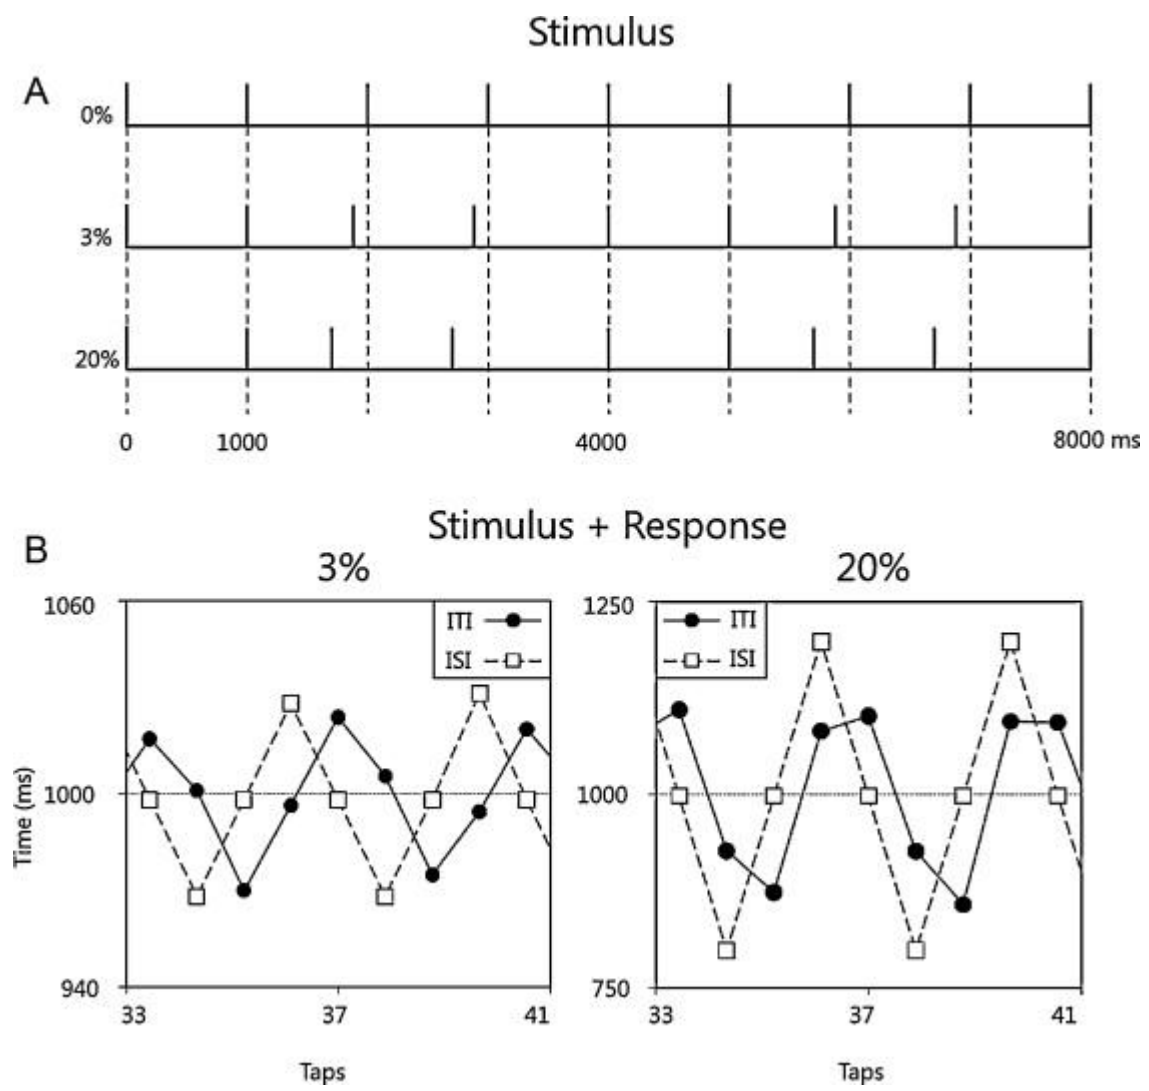 Stimulus
A
0%
3%
20%
0 1000 4000 8000 ms
Stimulus + Response
B
3% 20%
1060
ITI
ISI
1000
940
Time (ms)
33 37 41
Taps
1250
ITI
ISI
1000
750
33 37 41
Taps